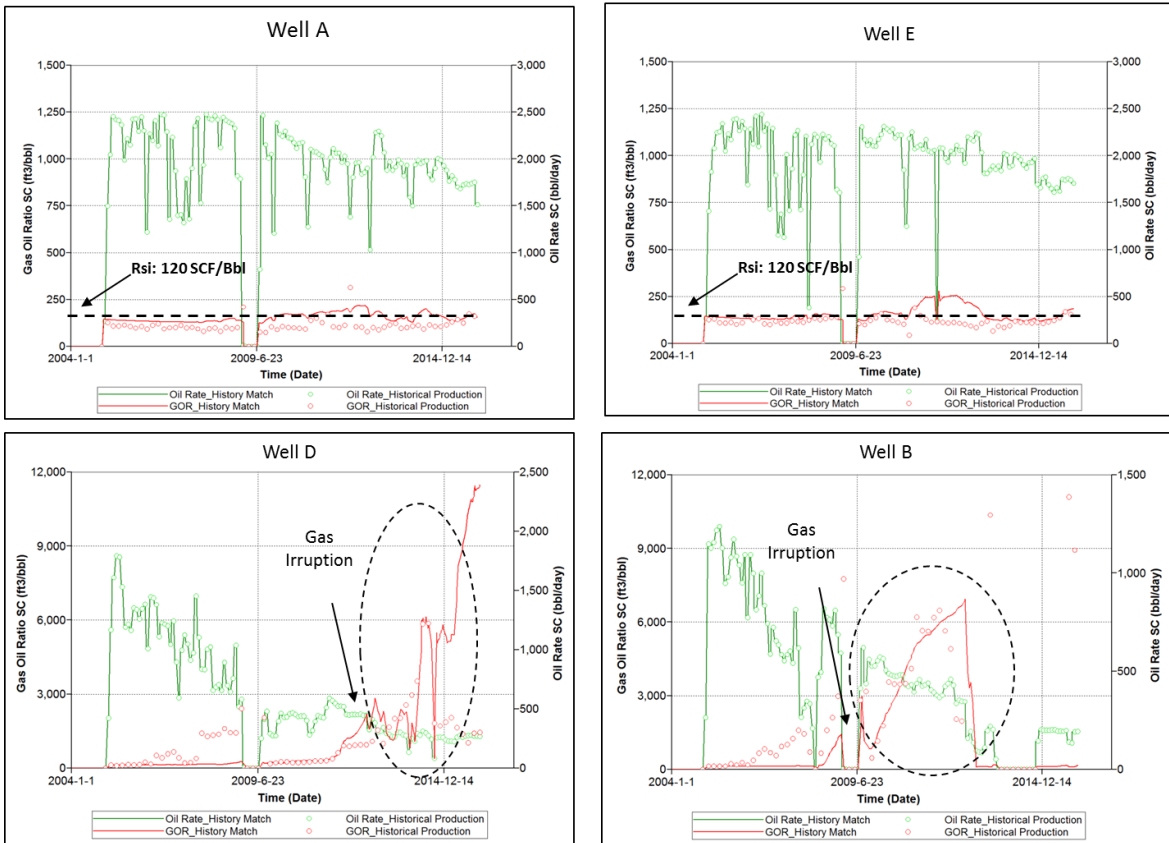 Well A
Gas Oil Ratio SC (ft3/bbl)
1,500
1,250
1,000
750
500
250
0
3,000
2,500
2,000
1,500
1,000
500
0
Oil Rate SC (bbl/day)
Rsi: 120 SCF/Bbl
2004-1-1
2009-6-23
2014-12-14
Time (Date)
Oil Rate_History Match
Oil Rate_Historical Production
GOR_History Match
GOR_Historical Production
Well E
Gas Oil Ratio SC (ft3/bbl)
1,500
1,250
1,000
750
500
250
0
3,000
2,500
2,000
1,500
1,000
500
0
Oil Rate SC (bbl/day)
Rsi: 120 SCF/Bbl
2004-1-1
2009-6-23
2014-12-14
Time (Date)
Oil Rate_History Match
Oil Rate_Historical Production
GOR_History Match
GOR_Historical Production
Well D
Gas Oil Ratio SC (ft3/bbl)
12,000
9,000
6,000
3,000
0
2,500
2,000
1,500
1,000
500
0
Oil Rate SC (bbl/day)
Gas
Irruption
2004-1-1
2009-6-23
2014-12-14
Time (Date)
Oil Rate_History Match
Oil Rate_Historical Production
GOR_History Match
GOR_Historical Production
Well B
Gas Oil Ratio SC (ft3/bbl)
12,000
9,000
6,000
3,000
0
1,500
1,000
500
0
Oil Rate SC (bbl/day)
Gas
Irruption
2004-1-1
2009-6-23
2014-12-14
Time (Date)
Oil Rate_History Match
Oil Rate_Historical Production
GOR_History Match
GOR_Historical Production